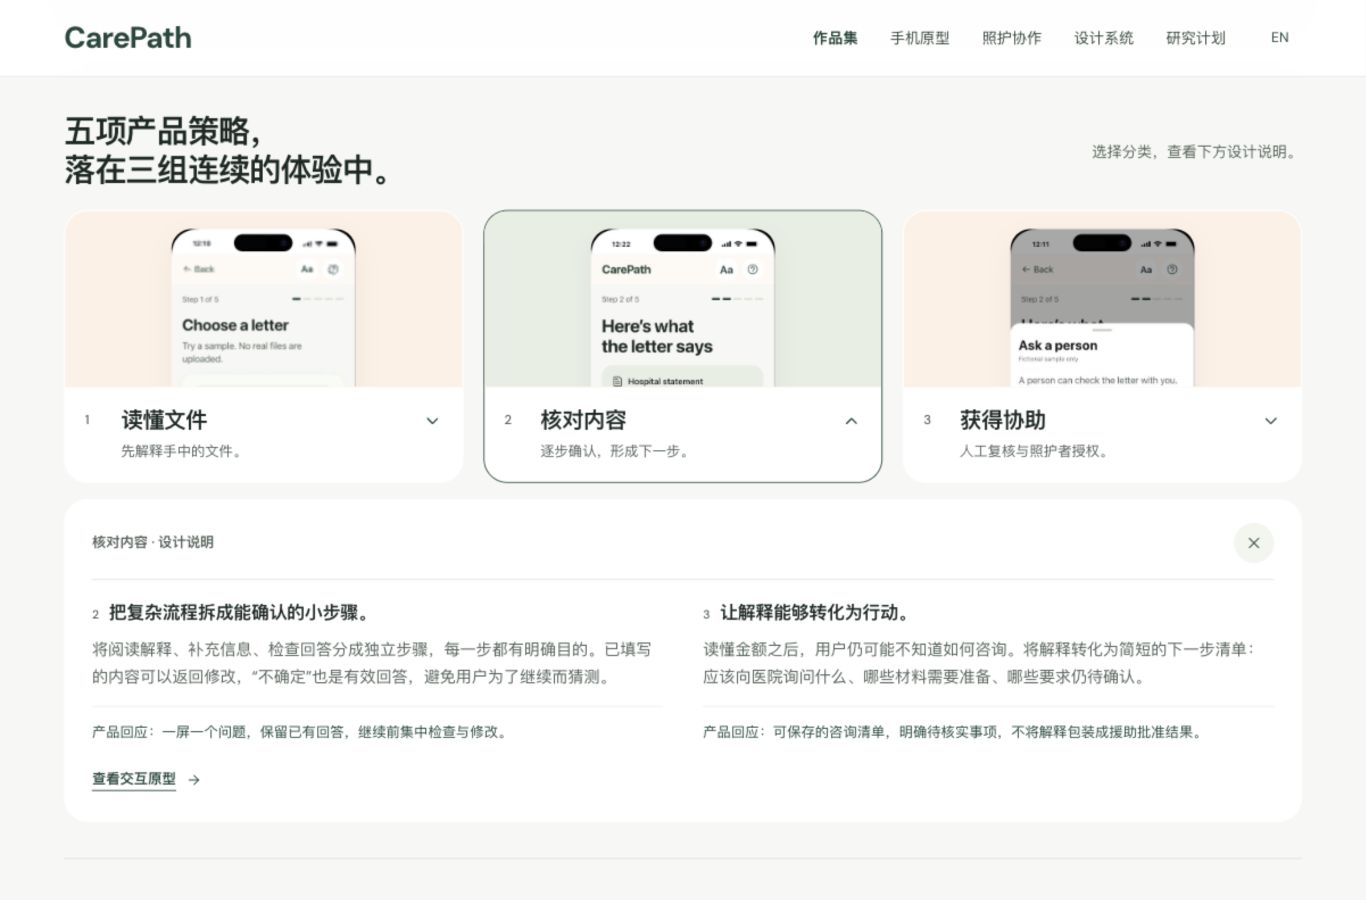 CarePath
作品集
手机原型
照护协作
设计系统
研究计划
EN
五项产品策略，
落在三组连续的体验中。
选择分类，查看下方设计说明。
12:18
← Back
Aa
Step 1 of 5
Choose a letter
Try a sample. No real files are
uploaded.
1
读懂文件
先解释手中的文件。
12:22
CarePath
Aa
Step 2 of 5
Here's what
the letter says
Hospital statement
2
核对内容
逐步确认，形成下一步。
12:11
← Back
Aa
Step 2 of 5
Ask a person
Fictional sample only
A person can check the letter with you.
3
获得协助
人工复核与照护者授权。
核对内容 · 设计说明
2 把复杂流程拆成能确认的小步骤。
将阅读解释、补充信息、检查回答分成独立步骤，每一步都有明确目的。已填写
的内容可以返回修改，“不确定”也是有效回答，避免用户为了继续而猜测。
产品回应：一屏一个问题，保留已有回答，继续前集中检查与修改。
查看交互原型 →
3 让解释能够转化为行动。
读懂金额之后，用户仍可能不知道如何咨询。将解释转化为简短的下一步清单：
应该向医院询问什么、哪些材料需要准备、哪些要求仍待确认。
产品回应：可保存的咨询清单，明确待核实事项，不将解释包装成援助批准结果。